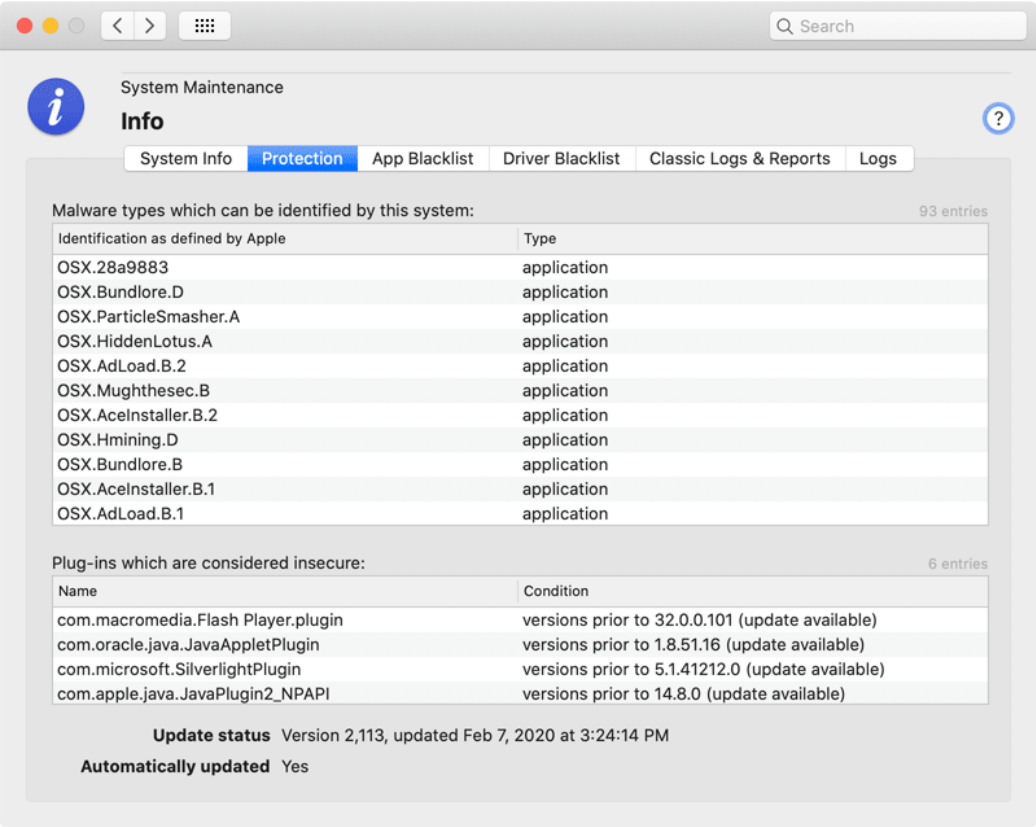 Search
System Maintenance
Info
?
System Info Protection App Blacklist Driver Blacklist Classic Logs & Reports Logs
Malware types which can be identified by this system: 93 entries
Identification as defined by Apple Type
OSX.28a9883 application
OSX.Bundlore.D application
OSX.ParticleSmasher.A application
OSX.HiddenLotus.A application
OSX.AdLoad.B.2 application
OSX.Mughthesec.B application
OSX.AceInstaller.B.2 application
OSX.Hmining.D application
OSX.Bundlore.B application
OSX.AceInstaller.B.1 application
OSX.AdLoad.B.1 application
Plug-ins which are considered insecure: 6 entries
Name Condition
com.macromedia.Flash Player.plugin versions prior to 32.0.0.101 (update available)
com.oracle.java.JavaAppletPlugin versions prior to 1.8.51.16 (update available)
com.microsoft.SilverlightPlugin versions prior to 5.1.41212.0 (update available)
com.apple.java.JavaPlugin2_NPAPI versions prior to 14.8.0 (update available)
Update status Version 2,113, updated Feb 7, 2020 at 3:24:14 PM
Automatically updated Yes